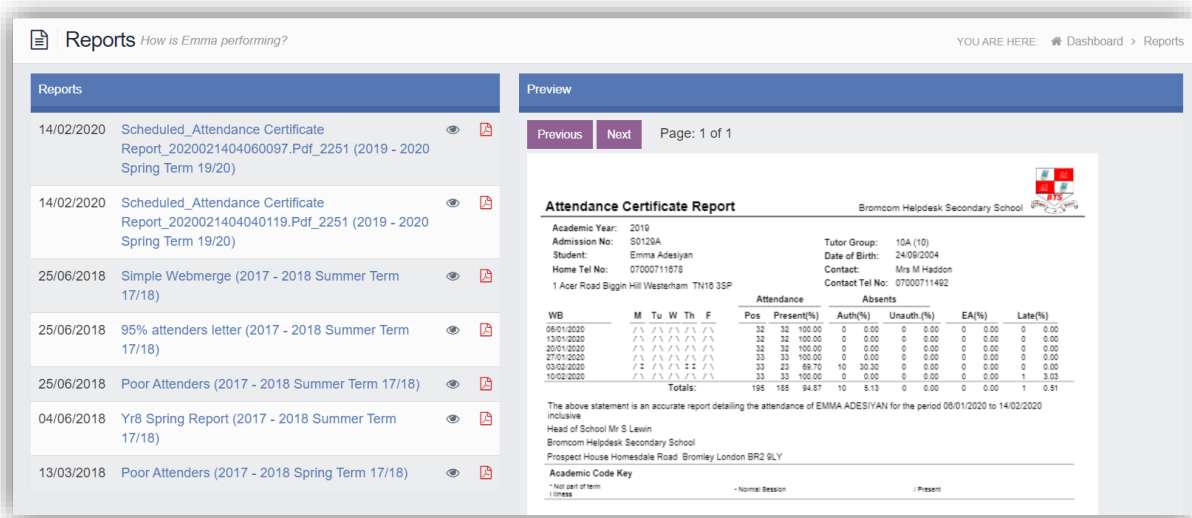 Reports How is Emma performing?
YOU ARE HERE: Dashboard > Reports
Reports
14/02/2020 Scheduled_Attendance Certificate
Report_2020021404060097.Pdf_2251 (2019 - 2020
Spring Term 19/20)
14/02/2020 Scheduled_Attendance Certificate
Report_2020021404040119.Pdf_2251 (2019 - 2020
Spring Term 19/20)
25/06/2018 Simple Webmerge (2017 - 2018 Summer Term
17/18)
25/06/2018 95% attenders letter (2017 - 2018 Summer Term
17/18)
25/06/2018 Poor Attenders (2017 - 2018 Summer Term 17/18)
04/06/2018 Yr8 Spring Report (2017 - 2018 Summer Term
17/18)
13/03/2018 Poor Attenders (2017 - 2018 Spring Term 17/18)
Preview
Previous Next Page: 1 of 1
BTS
Attendance Certificate Report Bromcom Helpdesk Secondary School
Academic Year: 2019
Admission No: S0129A Tutor Group: 10A (10)
Student: Emma Adesiyan Date of Birth: 24/09/2004
Home Tel No: 07000711678 Contact: Mrs M Haddon
1 Acer Road Biggin Hill Westerham TN16 3SP Contact Tel No: 07000711492
Attendance Absents
WB M Tu W Th F Pos Present(%) Auth(%) Unauth.(%) EA(%) Late(%)
06/01/2020 /\ /\ /\ /\ /\ 32 32 100.00 0 0.00 0 0.00 0 0.00 0 0.00
13/01/2020 /\ /\ /\ /\ /\ 32 32 100.00 0 0.00 0 0.00 0 0.00 0 0.00
20/01/2020 /\ /\ /\ /\ /\ 32 32 100.00 0 0.00 0 0.00 0 0.00 0 0.00
27/01/2020 /\ /\ /\ /\ /\ 33 33 100.00 0 0.00 0 0.00 0 0.00 0 0.00
03/02/2020 /I /\ /\ II /\ 33 23 69.70 10 30.30 0 0.00 0 0.00 0 0.00
10/02/2020 /\ /\ /\ /\ /\ 33 33 100.00 0 0.00 0 0.00 0 0.00 1 3.03
Totals: 195 185 94.87 10 5.13 0 0.00 0 0.00 1 0.51
The above statement is an accurate report detailing the attendance of EMMA ADESIYAN for the period 06/01/2020 to 14/02/2020
inclusive
Head of School Mr S Lewin
Bromcom Helpdesk Secondary School
Prospect House Homesdale Road Bromley London BR2 9LY
Academic Code Key
* Not part of term - Normal Session / Present
I Illness